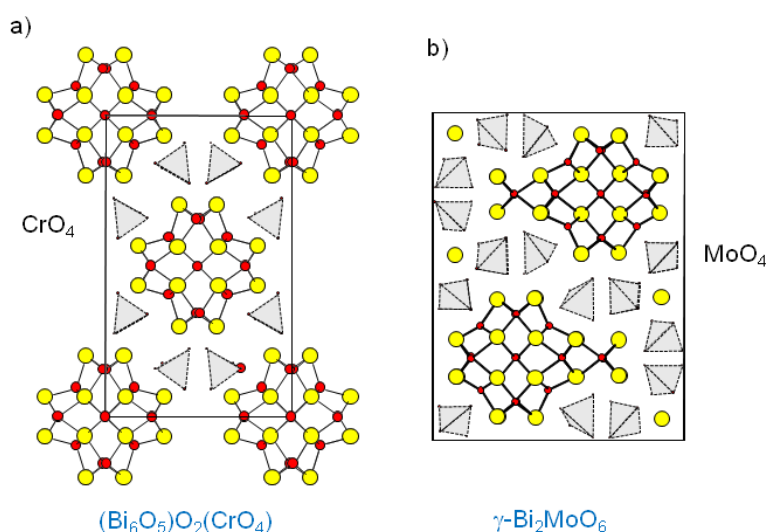 a)
b)
CrO₄
MoO₄
(Bi₆O₅)O₂(CrO₄)
γ-Bi₂MoO₆